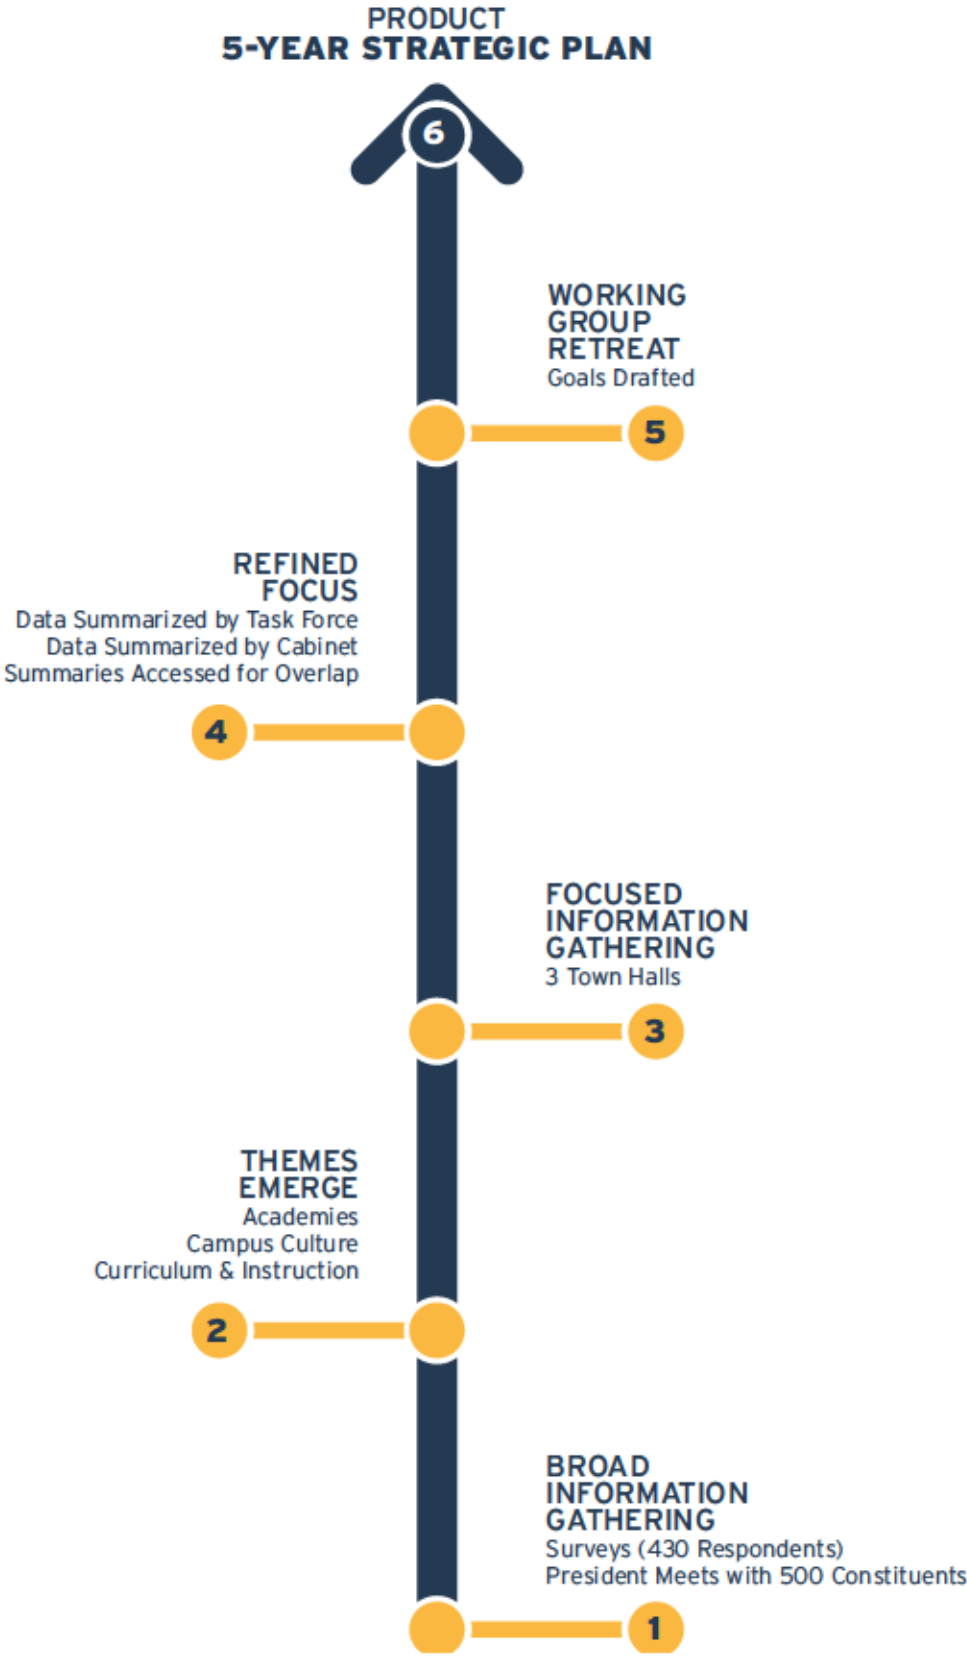 PRODUCT
5-YEAR STRATEGIC PLAN
6
WORKING
GROUP
RETREAT
Goals Drafted
5
REFINED
FOCUS
Data Summarized by Task Force
Data Summarized by Cabinet
Summaries Accessed for Overlap
4
FOCUSED
INFORMATION
GATHERING
3 Town Halls
3
THEMES
EMERGE
Academies
Campus Culture
Curriculum & Instruction
2
BROAD
INFORMATION
GATHERING
Surveys (430 Respondents)
President Meets with 500 Constituents
1